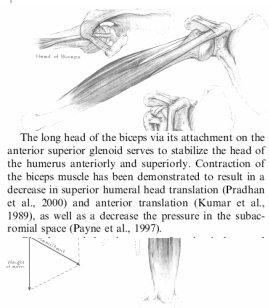 Head of Biceps
The long head of the biceps via its attachment on
anterior superior glenoid serves to stabilize the head of
the humerus anteriorly and superiorly. Contraction of
the biceps muscle has been demonstrated to result in a
decrease in superior humeral head translation (Pradhan
et al., 2000) and anterior translation (Kumar et al.,
1989), as well as a decrease the pressure in the subac-
romial space (Payne et al., 1997).
Resultant
Weight
of arm